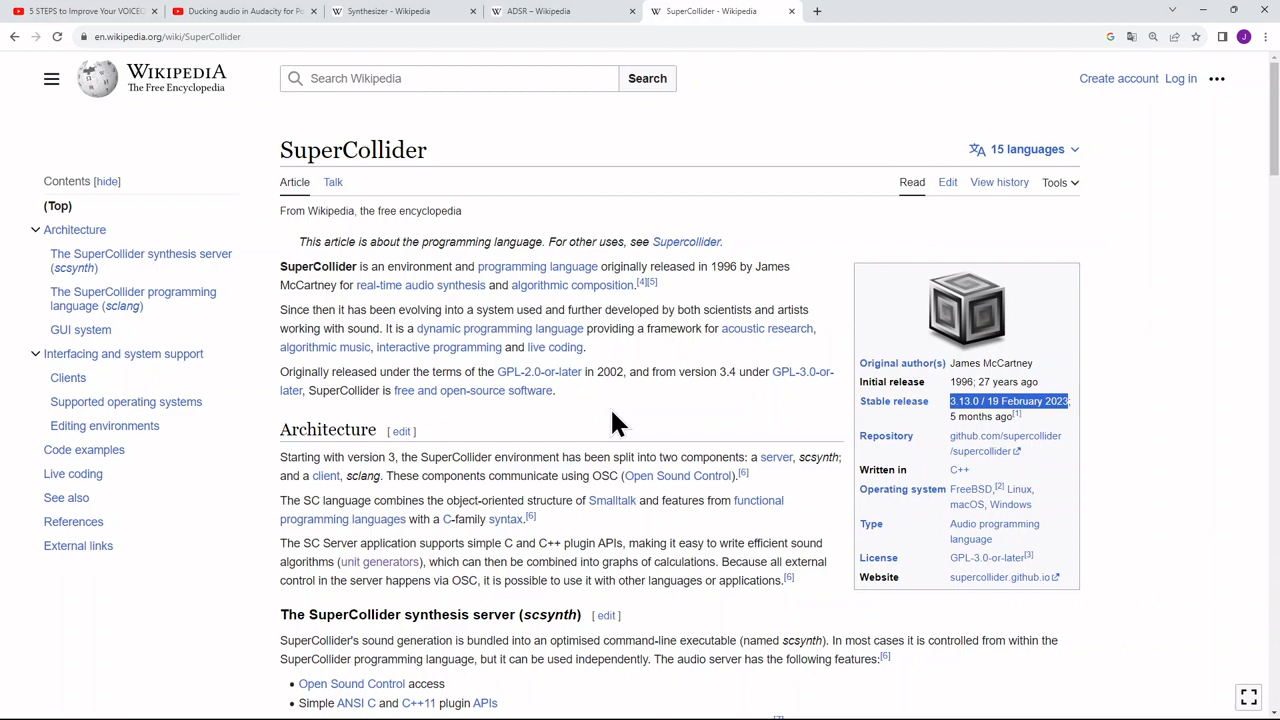 5 STEPS to Improve Your VOICEO
Ducking audio in Audacity for Po
Synthesizer - Wikipedia
ADSR – Wikipedia
SuperCollider - Wikipedia
en.wikipedia.org/wiki/SuperCollider
WIKIPEDIA
The Free Encyclopedia
Search Wikipedia
Search
Create account Log in
SuperCollider
15 languages
Contents [hide]
(Top)
Architecture
The SuperCollider synthesis server
(scsynth)
The SuperCollider programming
language (sclang)
GUI system
Interfacing and system support
Clients
Supported operating systems
Editing environments
Code examples
Live coding
See also
References
External links
Article Talk
Read Edit View history Tools
From Wikipedia, the free encyclopedia
This article is about the programming language. For other uses, see Supercollider.
SuperCollider is an environment and programming language originally released in 1996 by James
McCartney for real-time audio synthesis and algorithmic composition.[4][5]
Since then it has been evolving into a system used and further developed by both scientists and artists
working with sound. It is a dynamic programming language providing a framework for acoustic research,
algorithmic music, interactive programming and live coding.
Originally released under the terms of the GPL-2.0-or-later in 2002, and from version 3.4 under GPL-3.0-or-
later, SuperCollider is free and open-source software.
Original author(s) James McCartney
Initial release 1996; 27 years ago
Stable release 3.13.0 / 19 February 2023;
5 months ago[1]
Repository github.com/supercollider
/supercollider
Written in C++
Operating system FreeBSD,[2] Linux,
macOS, Windows
Type Audio programming
language
License GPL-3.0-or-later[3]
Website supercollider.github.io
Architecture [ edit ]
Starting with version 3, the SuperCollider environment has been split into two components: a server, scsynth;
and a client, sclang. These components communicate using OSC (Open Sound Control).[6]
The SC language combines the object-oriented structure of Smalltalk and features from functional
programming languages with a C-family syntax.[6]
The SC Server application supports simple C and C++ plugin APIs, making it easy to write efficient sound
algorithms (unit generators), which can then be combined into graphs of calculations. Because all external
control in the server happens via OSC, it is possible to use it with other languages or applications.[6]
The SuperCollider synthesis server (scsynth) [ edit ]
SuperCollider's sound generation is bundled into an optimised command-line executable (named scsynth). In most cases it is controlled from within the
SuperCollider programming language, but it can be used independently. The audio server has the following features:[6]
• Open Sound Control access
• Simple ANSI C and C++11 plugin APIs